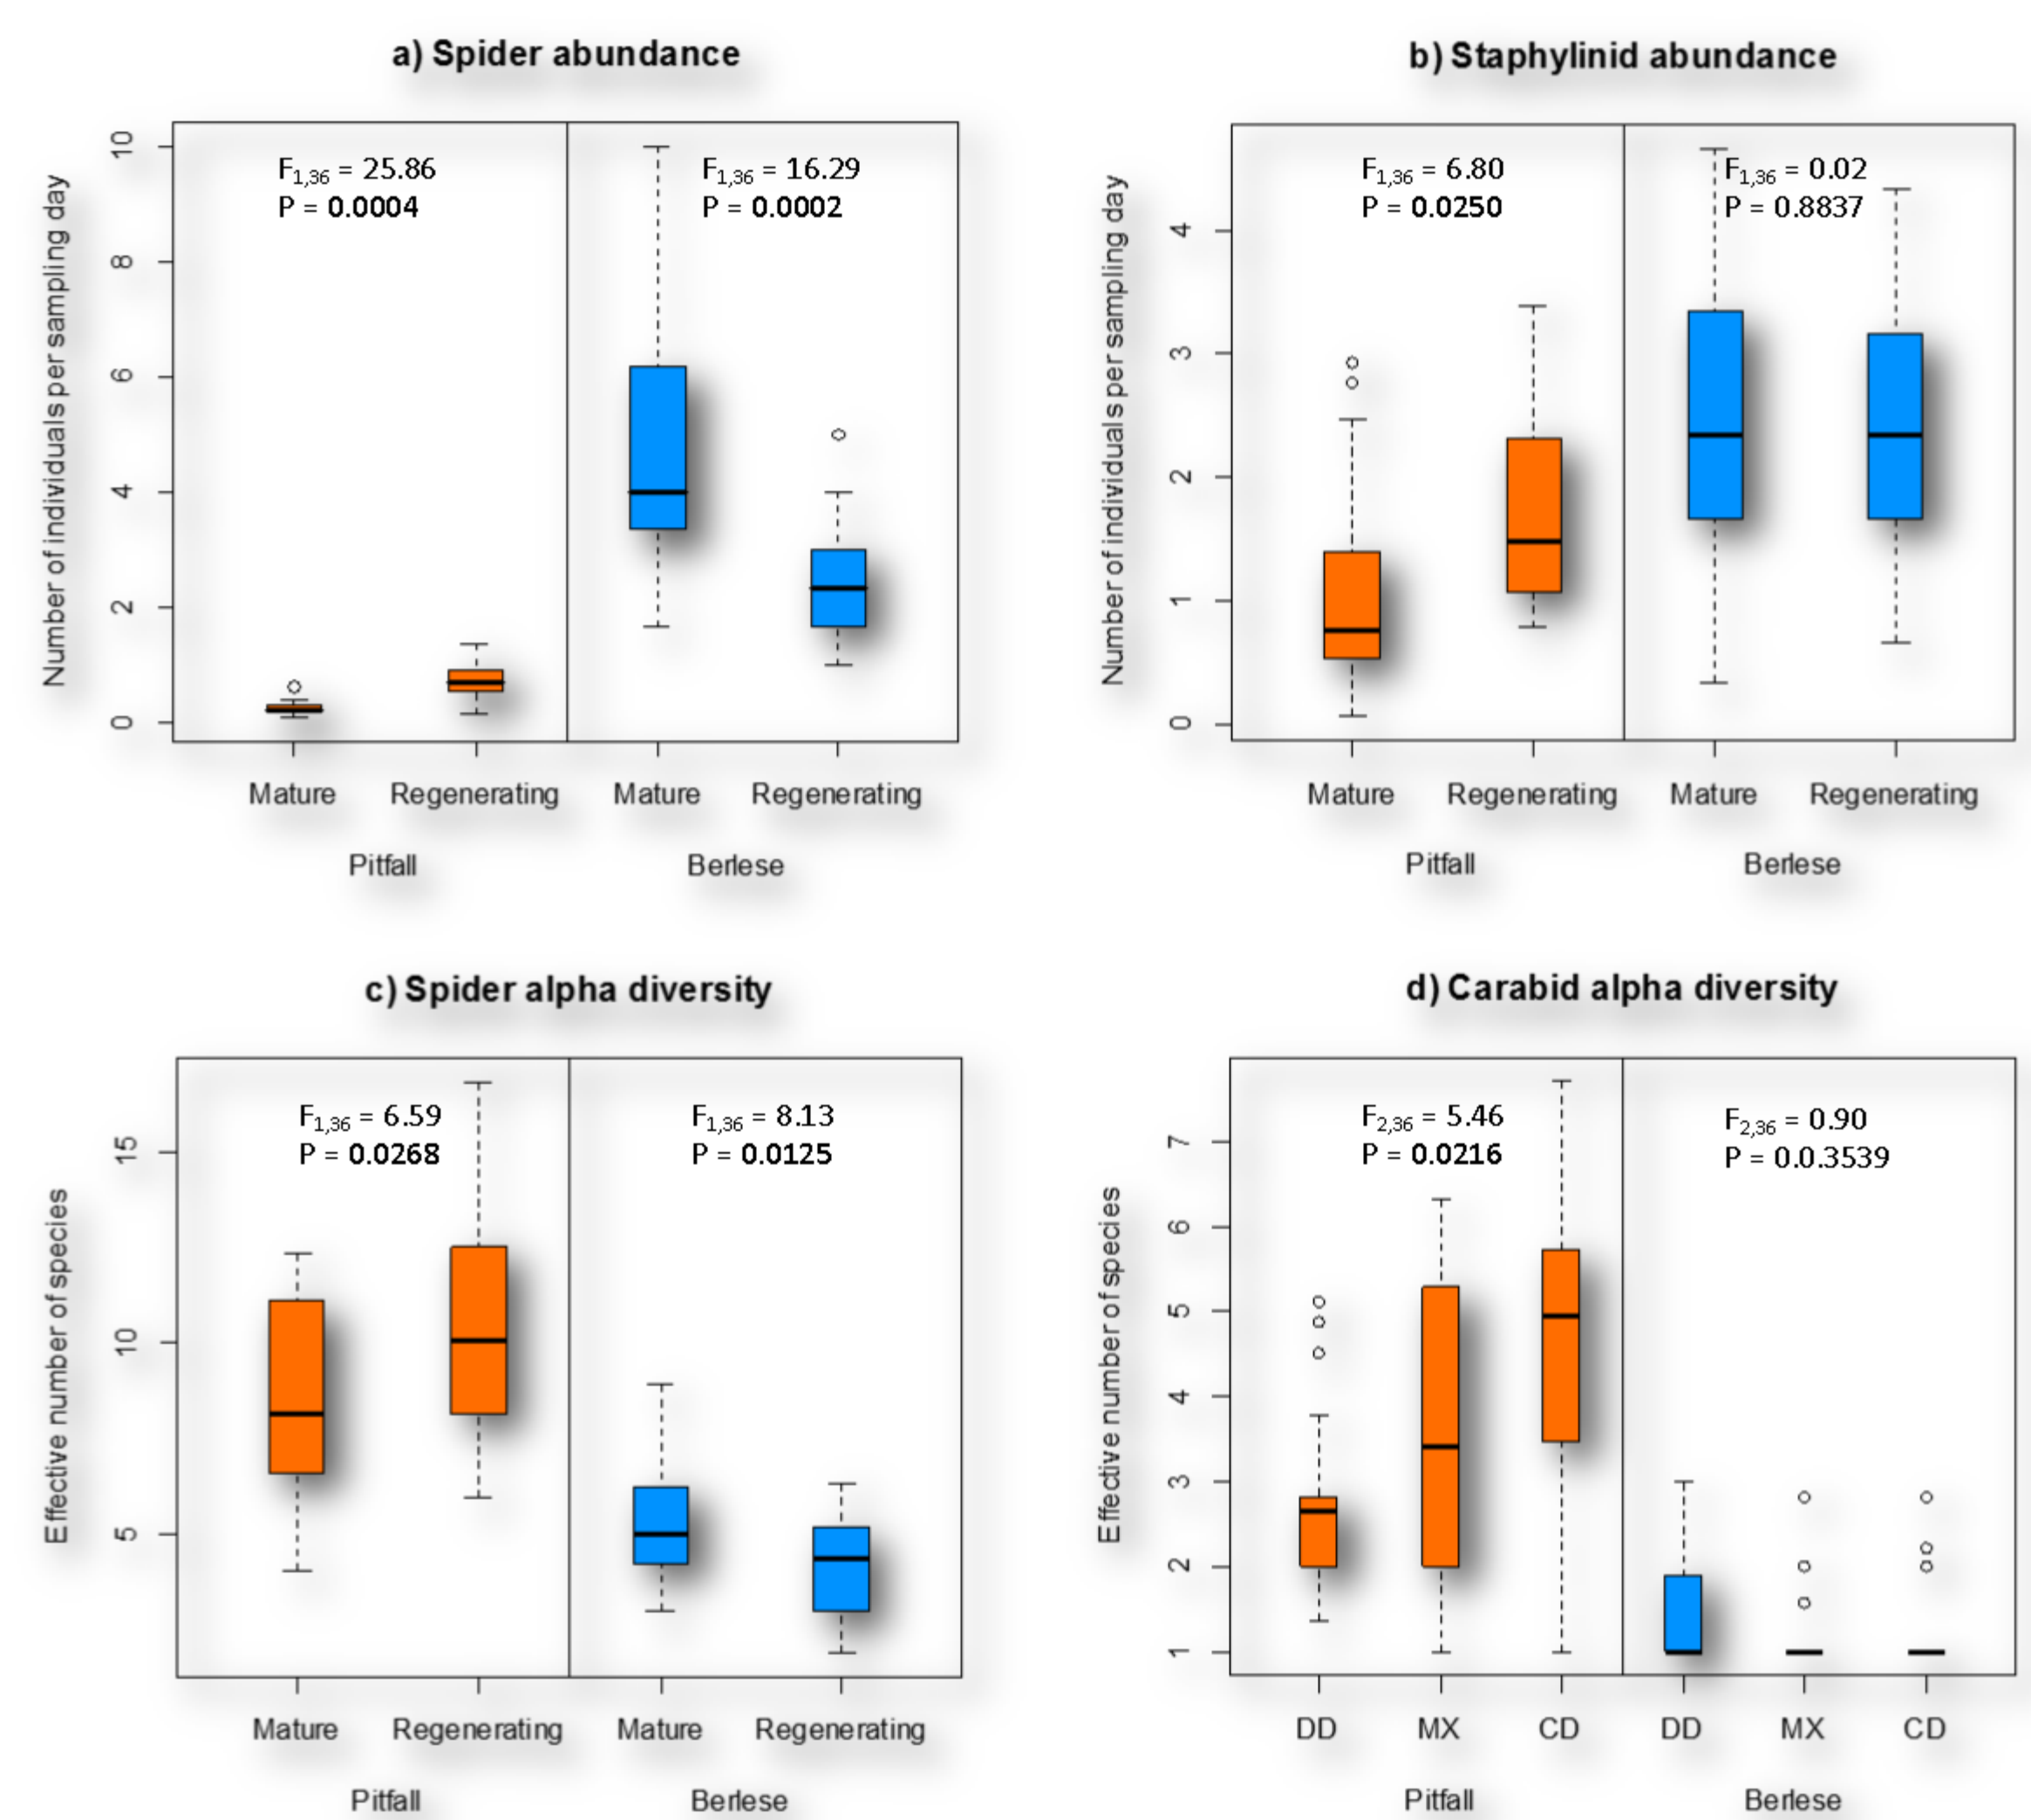 a) Spider abundance
Number of individuals per sampling day
10
8
6
4
2
0
F1,36 = 25.86
P = 0.0004
F1,36 = 16.29
P = 0.0002
Mature Regenerating Mature Regenerating
Pitfall Berlese
b) Staphylinid abundance
Number of individuals per sampling day
4
3
2
1
0
F1,36 = 6.80
P = 0.0250
F1,36 = 0.02
P = 0.8837
Mature Regenerating Mature Regenerating
Pitfall Berlese
c) Spider alpha diversity
Effective number of species
15
10
5
F1,36 = 6.59
P = 0.0268
F1,36 = 8.13
P = 0.0125
Mature Regenerating Mature Regenerating
Pitfall Berlese
d) Carabid alpha diversity
Effective number of species
7
6
5
4
3
2
1
F2,36 = 5.46
P = 0.0216
F2,36 = 0.90
P = 0.0.3539
DD MX CD DD MX CD
Pitfall Berlese